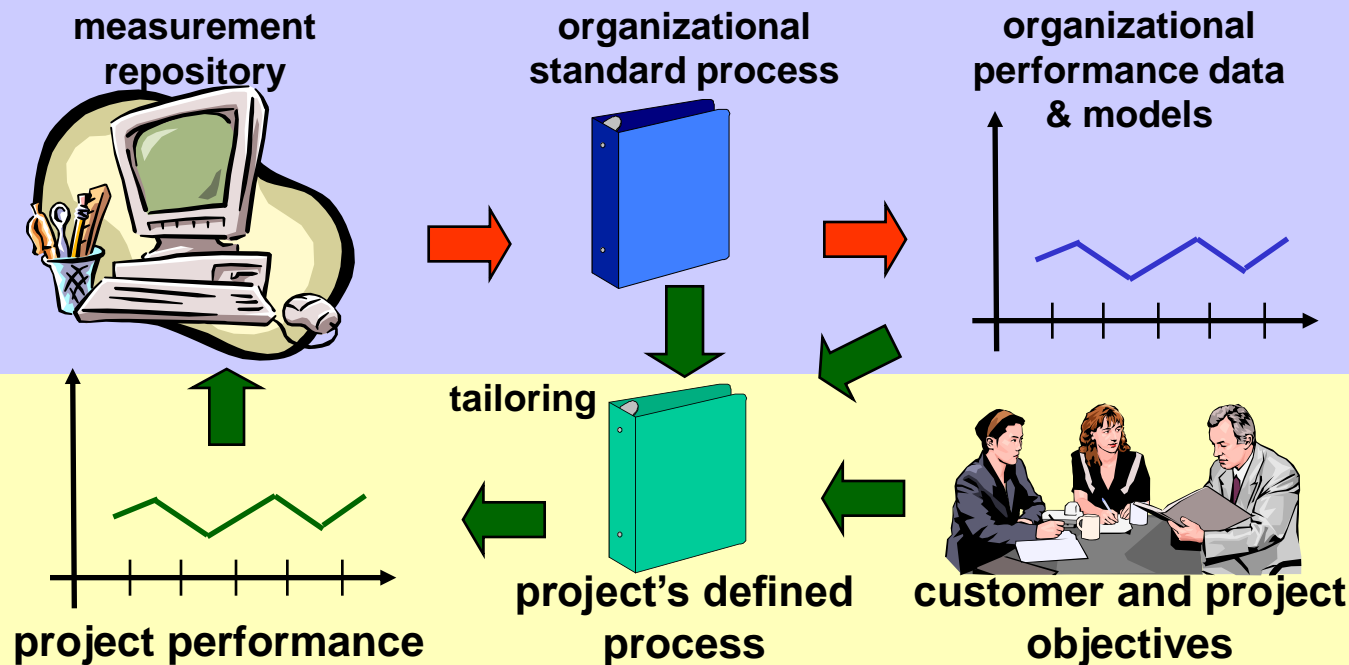 measurement
repository
organizational
standard process
organizational
performance data
& models
tailoring
project performance
project’s defined
process
customer and project
objectives